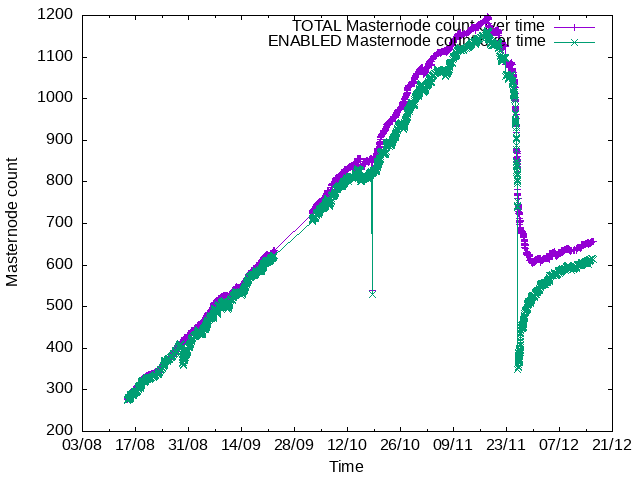 TOTAL Masternode count over time
ENABLED Masternode count over time
1200
1100
1000
900
800
700
600
500
400
300
200
Masternode count
03/08 17/08 31/08 14/09 28/09 12/10 26/10 09/11 23/11 07/12 21/12
Time